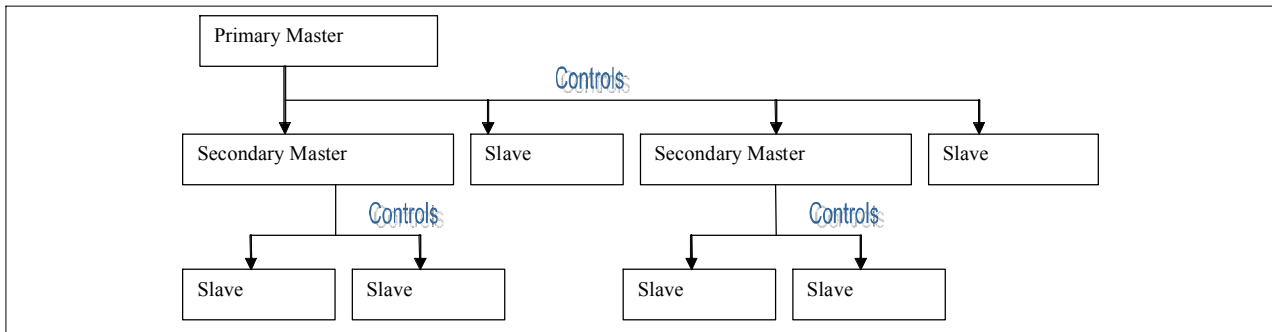 Primary Master
Controls
Secondary Master
Slave
Secondary Master
Slave
Controls
Controls
Slave
Slave
Slave
Slave